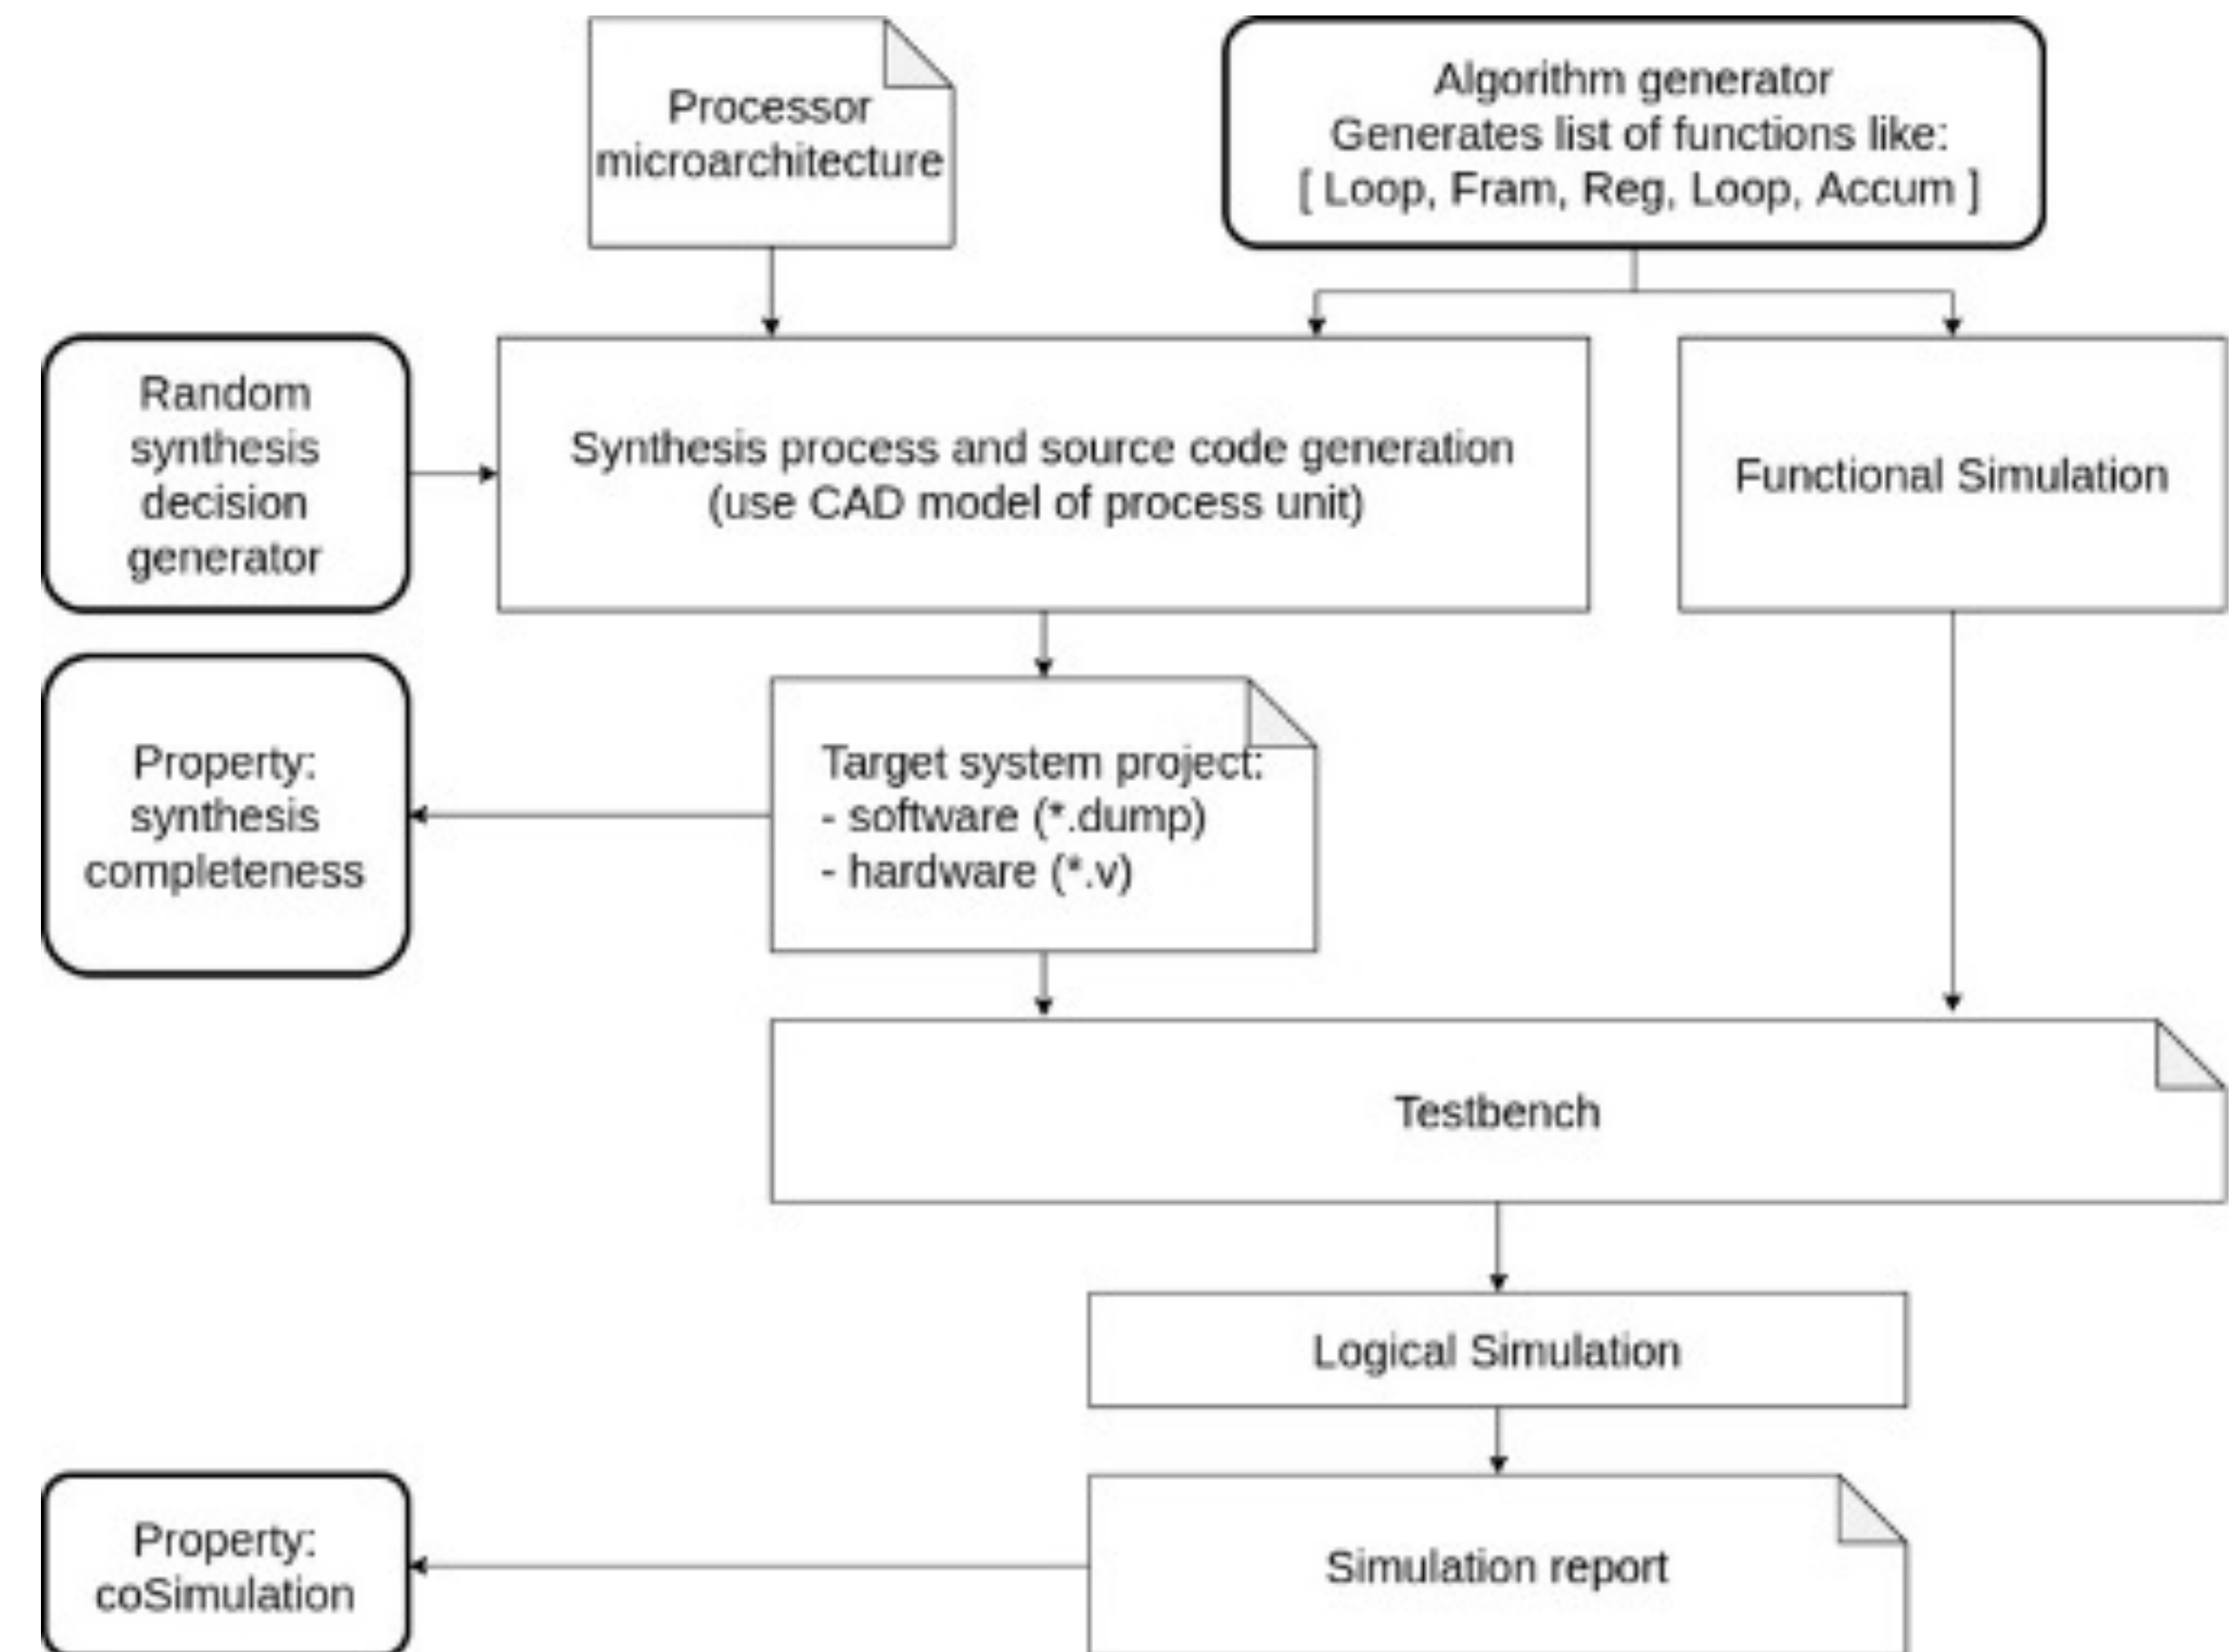 Processor
microarchitecture
Algorithm generator
Generates list of functions like:
[ Loop, Fram, Reg, Loop, Accum ]
Random
synthesis
decision
generator
Synthesis process and source code generation
(use CAD model of process unit)
Functional Simulation
Property:
synthesis
completeness
Target system project:
- software (*.dump)
- hardware (*.v)
Testbench
Logical Simulation
Property:
coSimulation
Simulation report